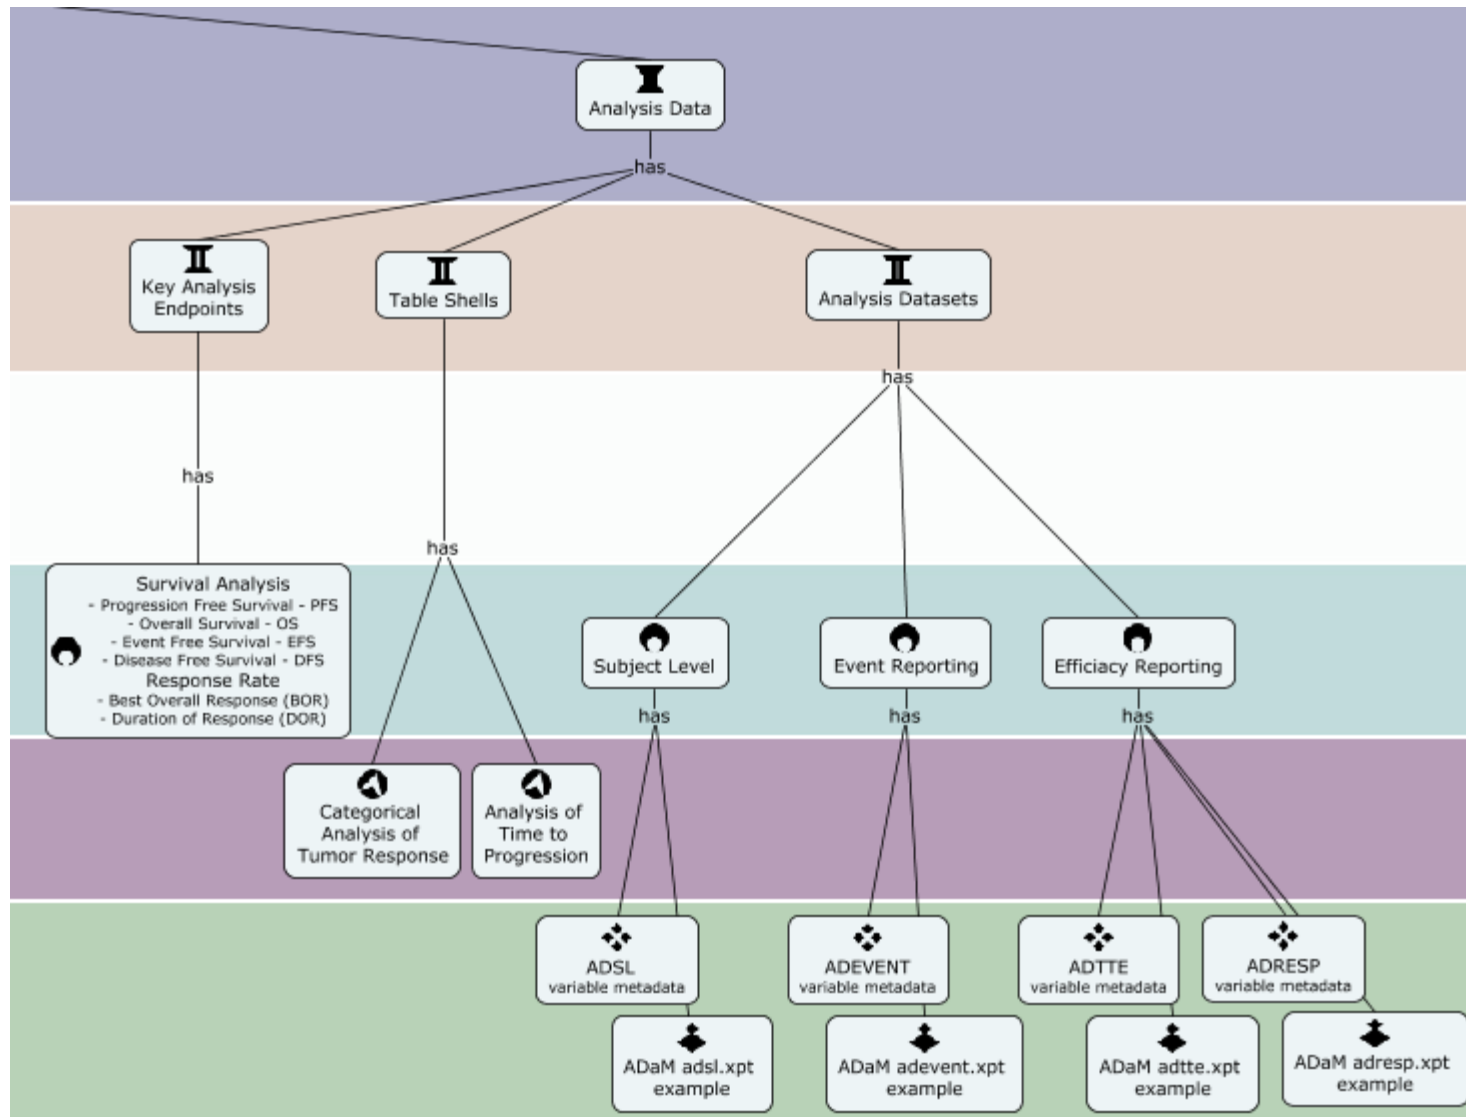 Analysis Data
has
Key Analysis
Endpoints
Table Shells
Analysis Datasets
has
has
has
Survival Analysis
- Progression Free Survival - PFS
- Overall Survival - OS
- Event Free Survival - EFS
- Disease Free Survival - DFS
Response Rate
- Best Overall Response (BOR)
- Duration of Response (DOR)
Subject Level
Event Reporting
Efficiacy Reporting
has
has
has
Categorical
Analysis of
Tumor Response
Analysis of
Time to
Progression
ADSL
variable metadata
ADEVENT
variable metadata
ADTTE
variable metadata
ADRESP
variable metadata
ADaM adsl.xpt
example
ADaM adevent.xpt
example
ADaM adtte.xpt
example
ADaM adresp.xpt
example